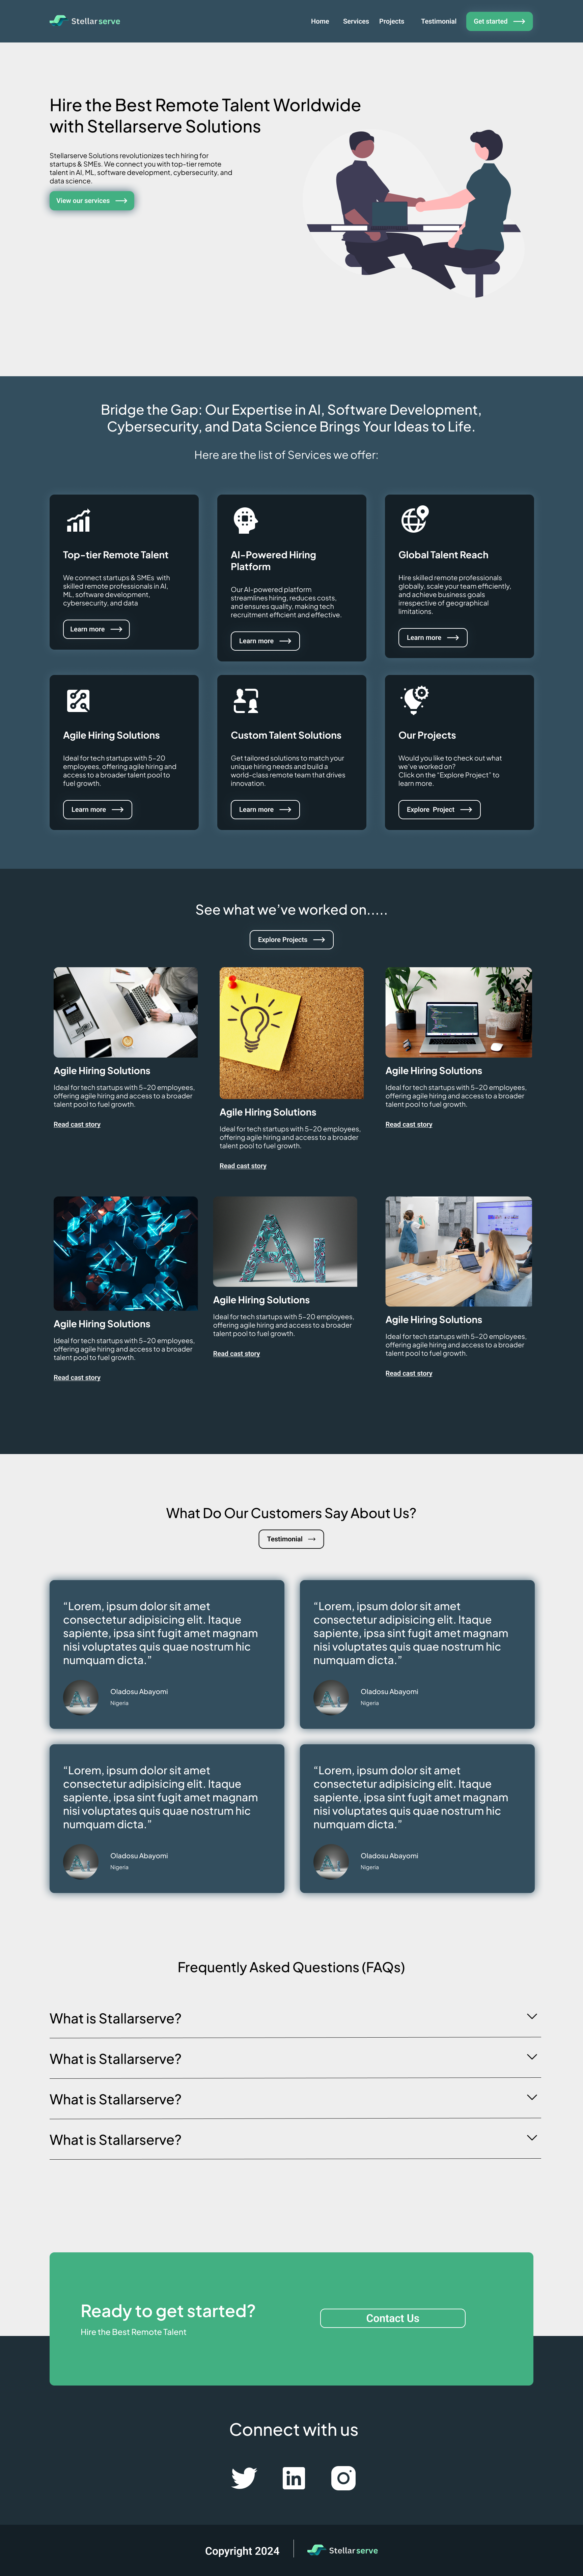 Stellarserve
Home Services Projects Testimonial Get started
Hire the Best Remote Talent Worldwide
with Stellarserve Solutions
Stellarserve Solutions revolutionizes tech hiring for
startups & SMEs. We connect you with top-tier remote
talent in AI, ML, software development, cybersecurity, and
data science.
View our services
Bridge the Gap: Our Expertise in AI, Software Development,
Cybersecurity, and Data Science Brings Your Ideas to Life.
Here are the list of Services we offer:
Top-tier Remote Talent
We connect startups & SMEs with
skilled remote professionals in AI,
ML, software development,
cybersecurity, and data
Learn more
AI-Powered Hiring
Platform
Our AI-powered platform
streamlines hiring, reduces costs,
and ensures quality, making tech
recruitment efficient and effective.
Learn more
Global Talent Reach
Hire skilled remote professionals
globally, scale your team efficiently,
and achieve business goals
irrespective of geographical
limitations.
Learn more
Agile Hiring Solutions
Ideal for tech startups with 5-20
employees, offering agile hiring and
access to a broader talent pool to
fuel growth.
Learn more
Custom Talent Solutions
Get tailored solutions to match your
unique hiring needs and build a
world-class remote team that drives
innovation.
Learn more
Our Projects
Would you like to check out what
we've worked on?
Click on the "Explore Project" to
learn more.
Explore Project
See what we've worked on.....
Explore Projects
Agile Hiring Solutions
Ideal for tech startups with 5-20 employees,
offering agile hiring and access to a broader
talent pool to fuel growth.
Read cast story
Agile Hiring Solutions
Ideal for tech startups with 5-20 employees,
offering agile hiring and access to a broader
talent pool to fuel growth.
Read cast story
Agile Hiring Solutions
Ideal for tech startups with 5-20 employees,
offering agile hiring and access to a broader
talent pool to fuel growth.
Read cast story
Agile Hiring Solutions
Ideal for tech startups with 5-20 employees,
offering agile hiring and access to a broader
talent pool to fuel growth.
Read cast story
Ai
Agile Hiring Solutions
Ideal for tech startups with 5-20 employees,
offering agile hiring and access to a broader
talent pool to fuel growth.
Read cast story
Agile Hiring Solutions
Ideal for tech startups with 5-20 employees,
offering agile hiring and access to a broader
talent pool to fuel growth.
Read cast story
What Do Our Customers Say About Us?
Testimonial
"Lorem, ipsum dolor sit amet
consectetur adipisicing elit. Itaque
sapiente, ipsa sint fugit amet magnam
nisi voluptates quis quae nostrum hic
numquam dicta."
Oladosu Abayomi
Nigeria
"Lorem, ipsum dolor sit amet
consectetur adipisicing elit. Itaque
sapiente, ipsa sint fugit amet magnam
nisi voluptates quis quae nostrum hic
numquam dicta."
Oladosu Abayomi
Nigeria
"Lorem, ipsum dolor sit amet
consectetur adipisicing elit. Itaque
sapiente, ipsa sint fugit amet magnam
nisi voluptates quis quae nostrum hic
numquam dicta."
Oladosu Abayomi
Nigeria
"Lorem, ipsum dolor sit amet
consectetur adipisicing elit. Itaque
sapiente, ipsa sint fugit amet magnam
nisi voluptates quis quae nostrum hic
numquam dicta."
Oladosu Abayomi
Nigeria
Frequently Asked Questions (FAQs)
What is Stallarserve?
What is Stallarserve?
What is Stallarserve?
What is Stallarserve?
Ready to get started?
Hire the Best Remote Talent
Contact Us
Connect with us
in
Copyright 2024
Stellarserve